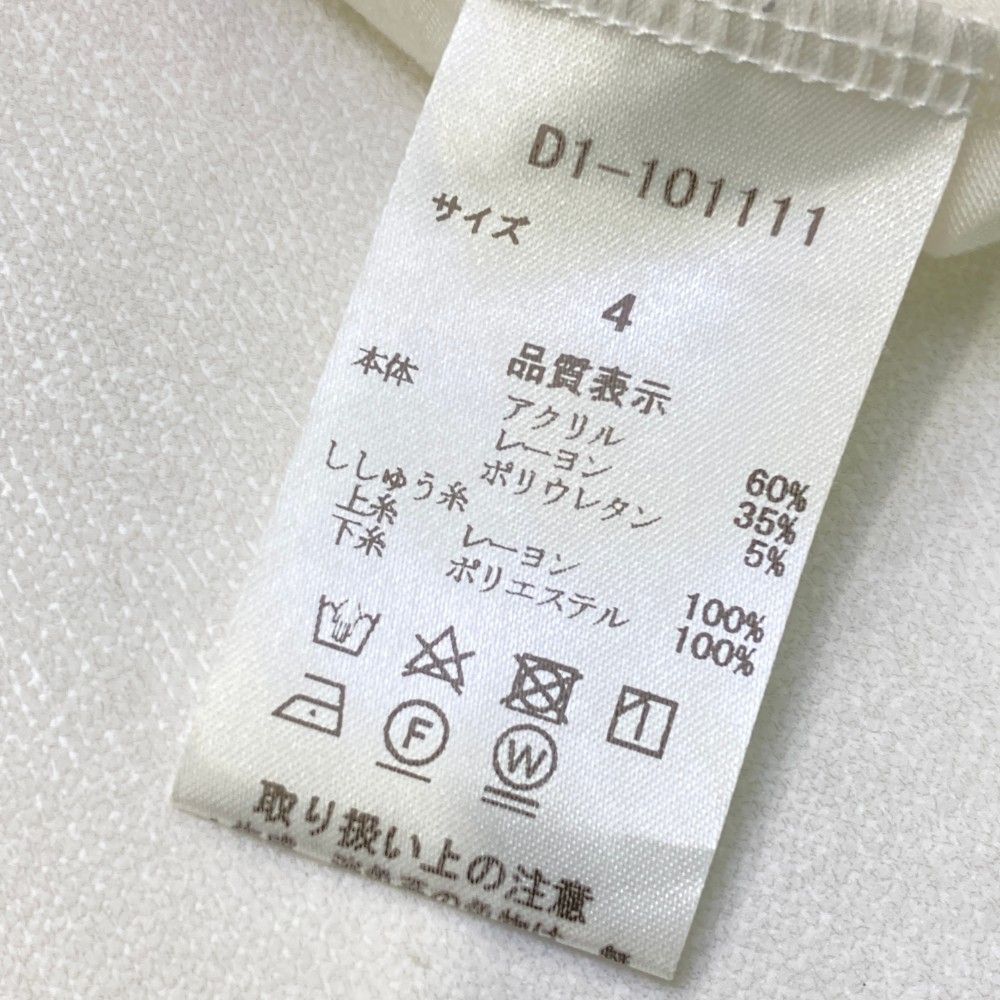 D1-101111
サイズ
4
品質表示
本体 アクリル 60%
レーヨン 35%
ポリウレタン 5%
ししゅう糸
上糸 レーヨン 100%
下糸 ポリエステル 100%
F
W
取り扱い上の注意